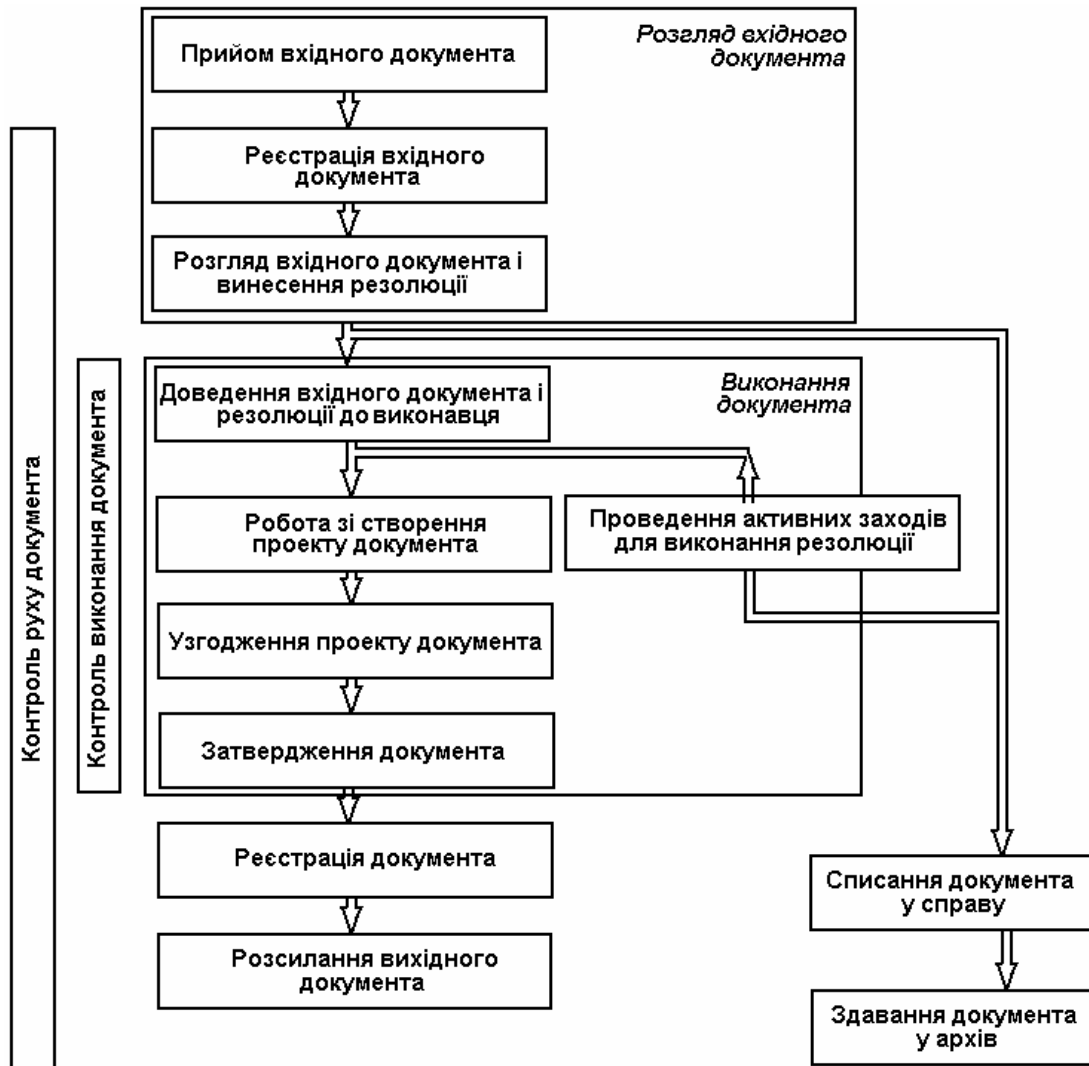 Прийом вхідного документа
Розгляд вхідного
документа
Реєстрація вхідного
документа
Розгляд вхідного документа і
винесення резолюції
Контроль руху документа
Контроль виконання документа
Доведення вхідного документа і
резолюції до виконавця
Виконання
документа
Робота зі створення
проекту документа
Проведення активних заходів
для виконання резолюції
Узгодження проекту документа
Затвердження документа
Реєстрація документа
Списання документа
у справу
Розсилання вихідного
документа
Здавання документа
у архів